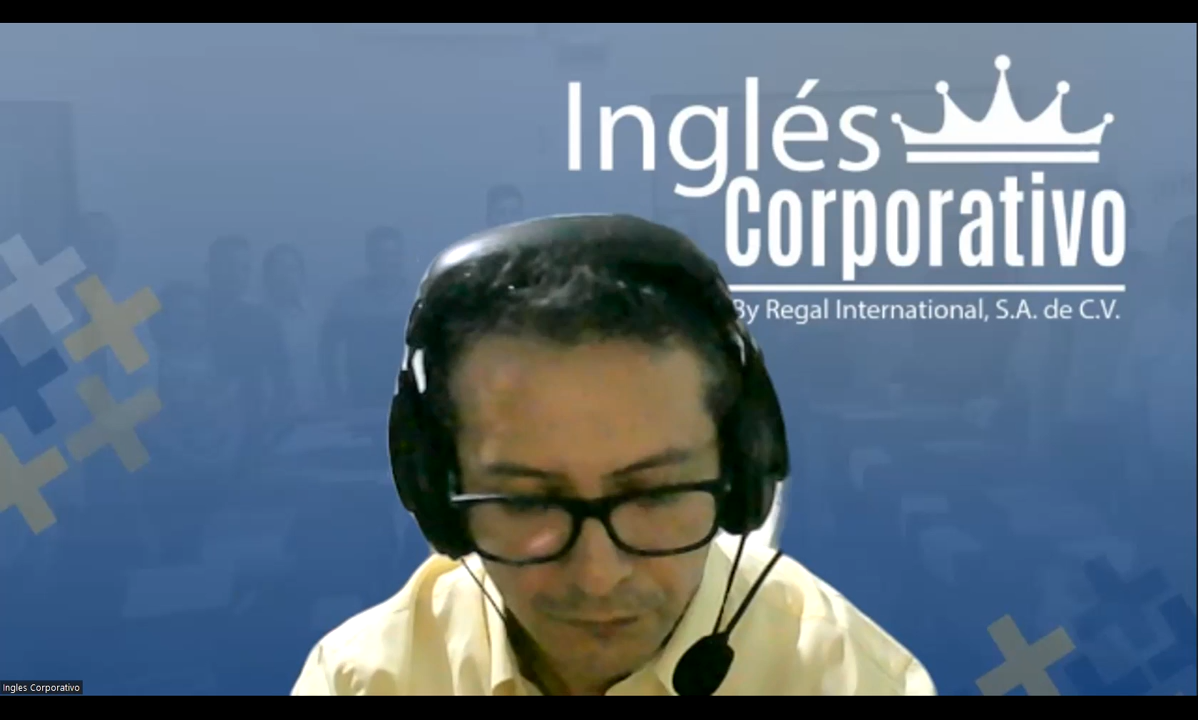 Inglés
Corporativo
By Regal International, S.A. de C.V.
Ingles Corporativo